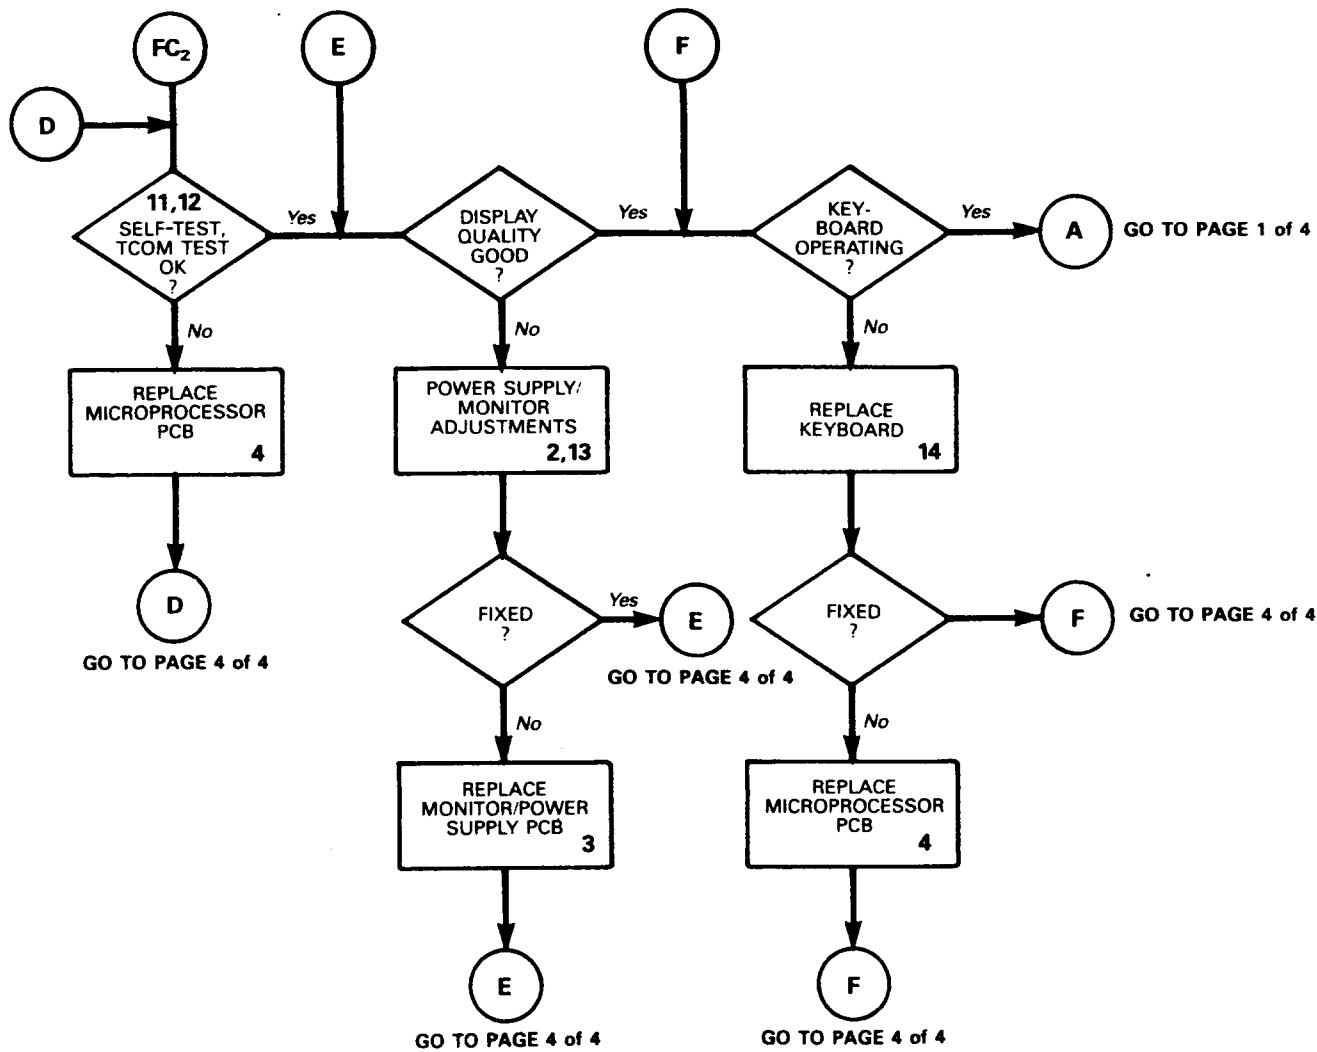 FC2
E
F
D
11,12
SELF-TEST,
TCOM TEST
OK
?
Yes
DISPLAY
QUALITY
GOOD
?
Yes
KEY-
BOARD
OPERATING
?
Yes
A
GO TO PAGE 1 of 4
No
No
No
REPLACE
MICROPROCESSOR
PCB
4
POWER SUPPLY/
MONITOR
ADJUSTMENTS
2,13
REPLACE
KEYBOARD
14
D
GO TO PAGE 4 of 4
FIXED
?
Yes
E
GO TO PAGE 4 of 4
FIXED
?
F
GO TO PAGE 4 of 4
No
No
REPLACE
MONITOR/POWER
SUPPLY PCB
3
REPLACE
MICROPROCESSOR
PCB
4
E
GO TO PAGE 4 of 4
F
GO TO PAGE 4 of 4